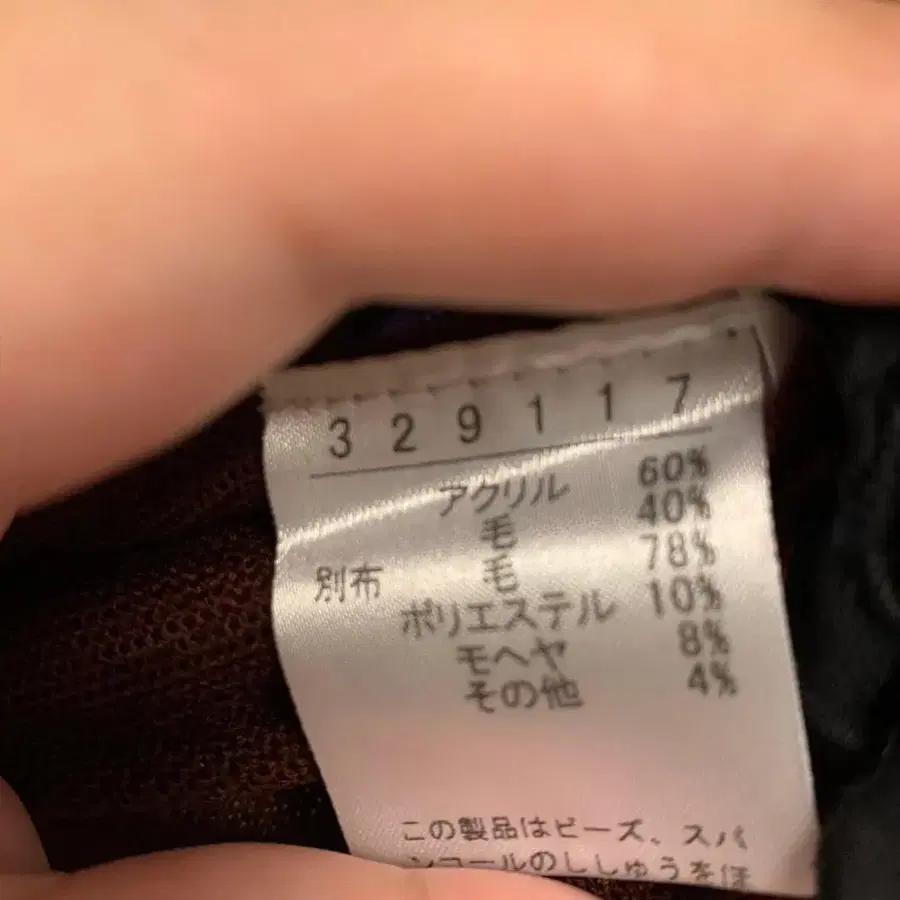 329117
アクリル 60%
毛 40%
別布 毛 78%
ポリエステル 10%
モヘヤ 8%
その他 4%
この製品はビーズ、スパ
ンコールのししゅうをほ